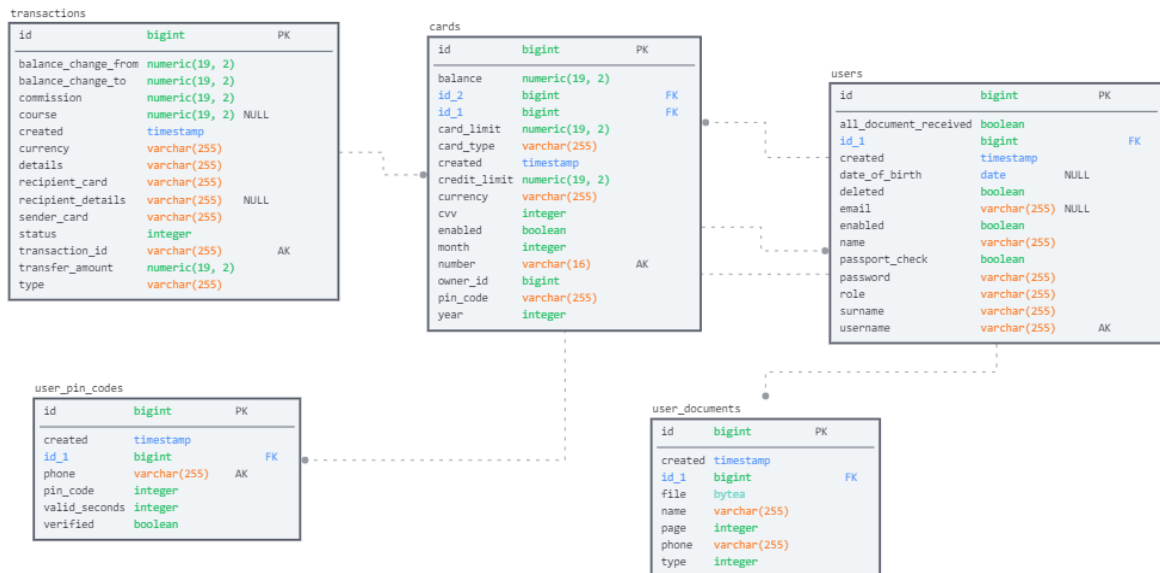 transactions
id bigint PK
balance_change_from numeric(19, 2)
balance_change_to numeric(19, 2)
commission numeric(19, 2)
course numeric(19, 2) NULL
created timestamp
currency varchar(255)
details varchar(255)
recipient_card varchar(255)
recipient_details varchar(255) NULL
sender_card varchar(255)
status integer
transaction_id varchar(255) AK
transfer_amount numeric(19, 2)
type varchar(255)
cards
id bigint PK
balance numeric(19, 2)
id_2 bigint FK
id_1 bigint FK
card_limit numeric(19, 2)
card_type varchar(255)
created timestamp
credit_limit numeric(19, 2)
currency varchar(255)
cvv integer
enabled boolean
month integer
number varchar(16) AK
owner_id bigint
pin_code varchar(255)
year integer
users
id bigint PK
all_document_received boolean
id_1 bigint FK
created timestamp
date_of_birth date NULL
deleted boolean
email varchar(255) NULL
enabled boolean
name varchar(255)
passport_check boolean
password varchar(255)
role varchar(255)
surname varchar(255)
username varchar(255) AK
user_pin_codes
id bigint PK
created timestamp
id_1 bigint FK
phone varchar(255) AK
pin_code integer
valid_seconds integer
verified boolean
user_documents
id bigint PK
created timestamp
id_1 bigint FK
file bytea
name varchar(255)
page integer
phone varchar(255)
type integer